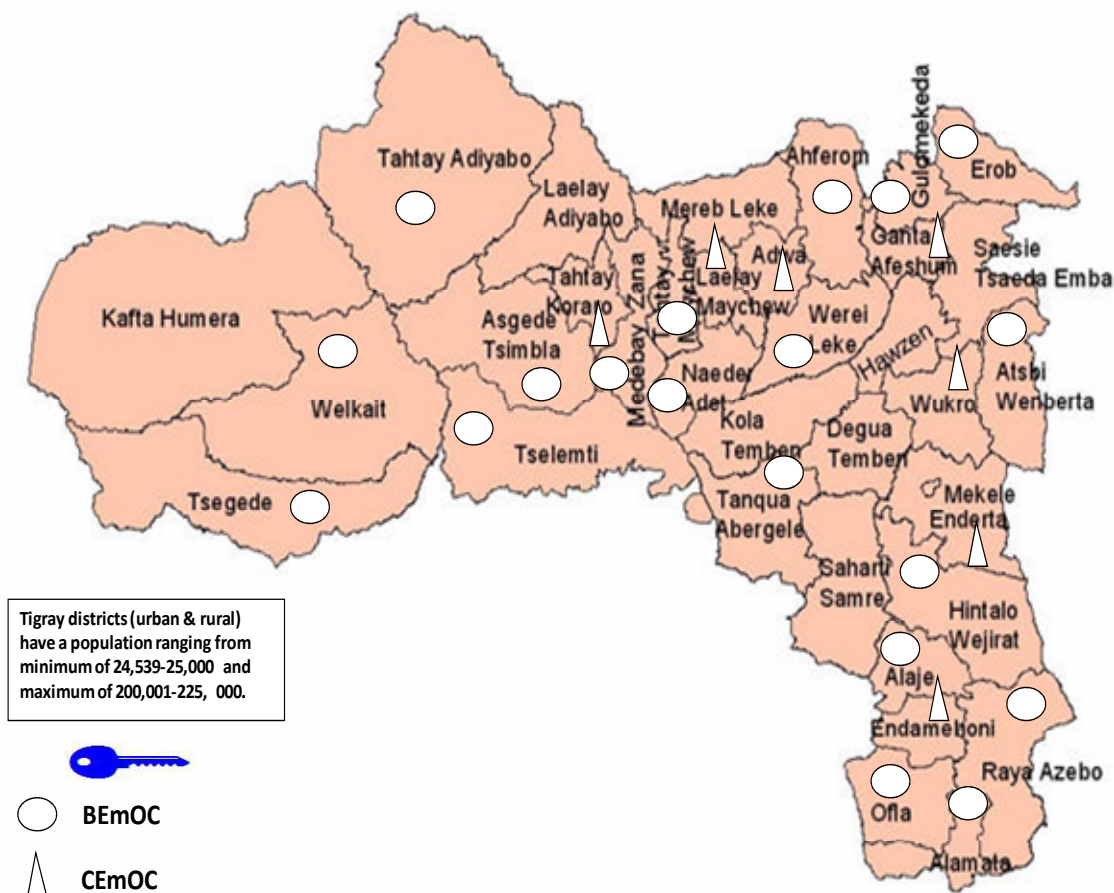 Gulomekeda
Ahferom
Tahtay Adiyabo
Erob
Laelay
Adiyabo
Mereb Leke
Ganta
Afeshum
Saesie
Tsaeda Emba
Adwa
Tahtay
Koraro
Medebay Zana
Tahtay
Maychew
Laelay
Maychew
Kafta Humera
Asgede
Tsimbla
Werei
Leke
Hawzen
Atsbi
Wenberta
Naeder
Adet
Wukro
Welkait
Kola
Temben
Degua
Temben
Tselemti
Tsegede
Tanqua
Abergele
Mekele
Enderta
Saharti
Samre
Hintalo
Wejirat
Alaje
Endamehoni
Raya Azebo
Ofla
Alamata
Tigray districts (urban & rural)
have a population ranging from
minimum of 24,539-25,000 and
maximum of 200,001-225, 000.
BEmOC
CEmOC